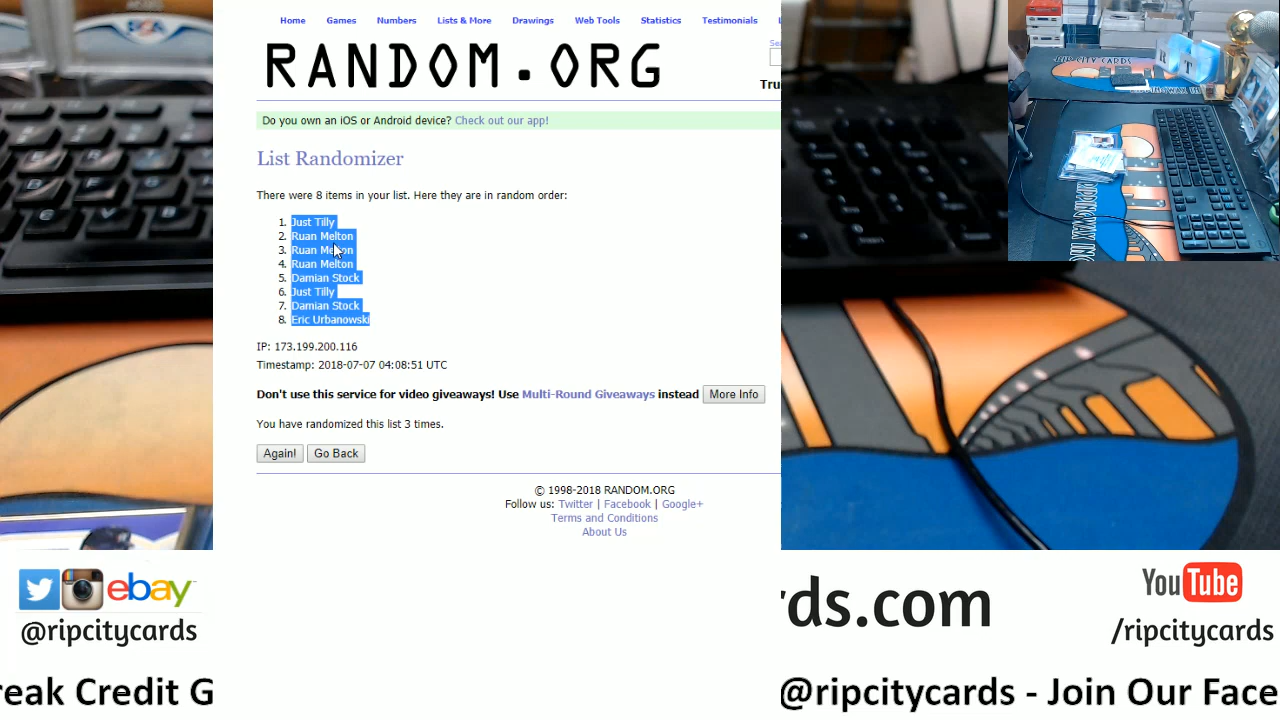 Home Games Numbers Lists & More Drawings Web Tools Statistics Testimonials
RANDOM.ORG
Tru
Do you own an iOS or Android device? Check out our app!
List Randomizer
There were 8 items in your list. Here they are in random order:
1. Just Tilly
2. Ruan Melton
3. Ruan Melton
4. Ruan Melton
5. Damian Stock
6. Just Tilly
7. Damian Stock
8. Eric Urbanowski
IP: 173.199.200.116
Timestamp: 2018-07-07 04:08:51 UTC
Don't use this service for video giveaways! Use Multi-Round Giveaways instead More Info
You have randomized this list 3 times.
Again! Go Back
© 1998-2018 RANDOM.ORG
Follow us: Twitter | Facebook | Google+
Terms and Conditions
About Us
RIP CITY CARDS
R T
ebay
@ripcitycards
rds.com
YouTube
/ripcitycards
reak Credit G
@ripcitycards - Join Our Face